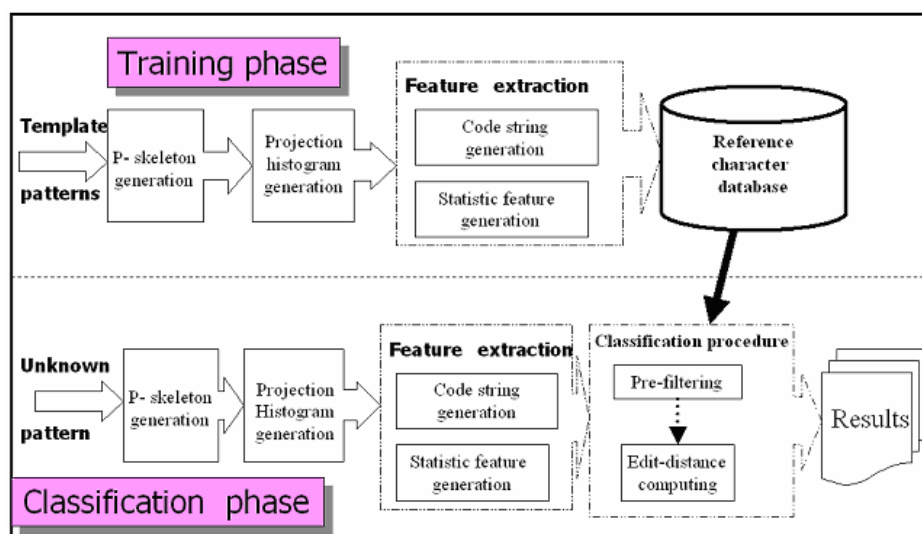 Training phase
Template
patterns
P- skeleton
generation
Projection
histogram
generation
Feature extraction
Code string
generation
Statistic feature
generation
Reference
character
database
Unknown
pattern
P- skeleton
generation
Projection
Histogram
generation
Feature extraction
Code string
generation
Statistic feature
generation
Classification procedure
Pre-filtering
Edit-distance
computing
Results
Classification phase